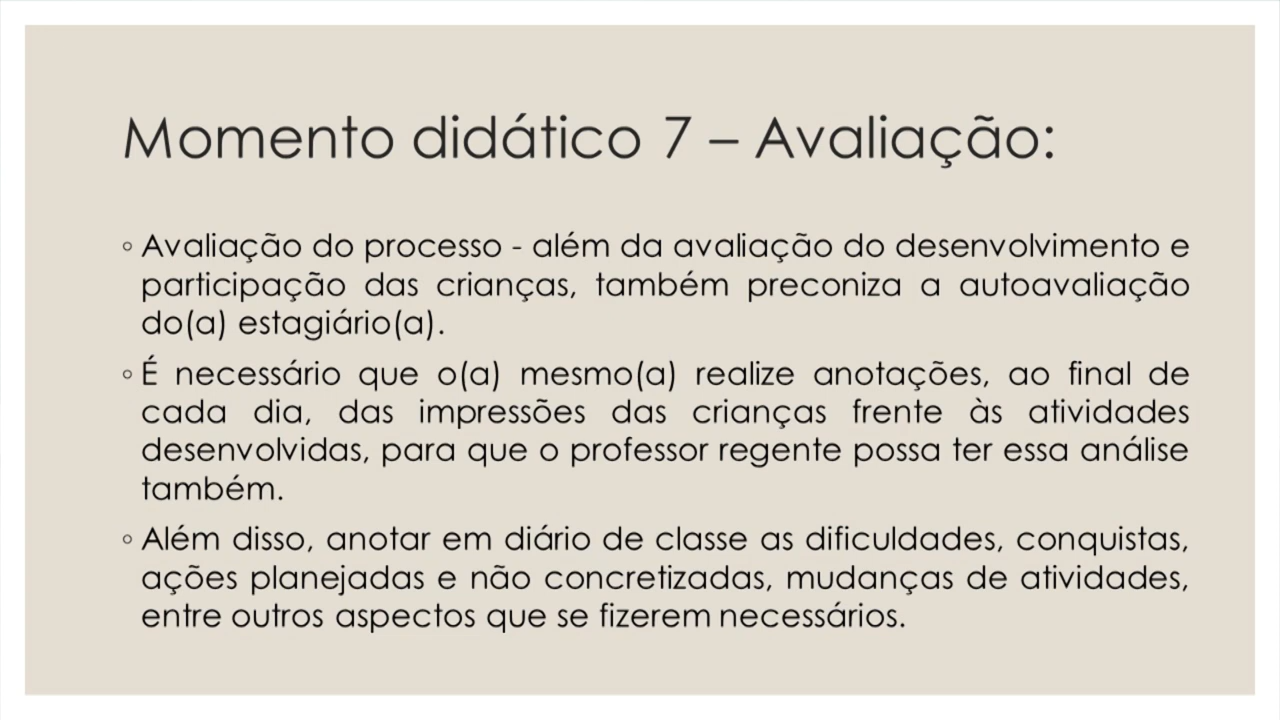 Momento didático 7 – Avaliação:
◦ Avaliação do processo - além da avaliação do desenvolvimento e
participação das crianças, também preconiza a autoavaliação
do(a) estagiário(a).
◦ É necessário que o(a) mesmo(a) realize anotações, ao final de
cada dia, das impressões das crianças frente às atividades
desenvolvidas, para que o professor regente possa ter essa análise
também.
◦ Além disso, anotar em diário de classe as dificuldades, conquistas,
ações planejadas e não concretizadas, mudanças de atividades,
entre outros aspectos que se fizerem necessários.